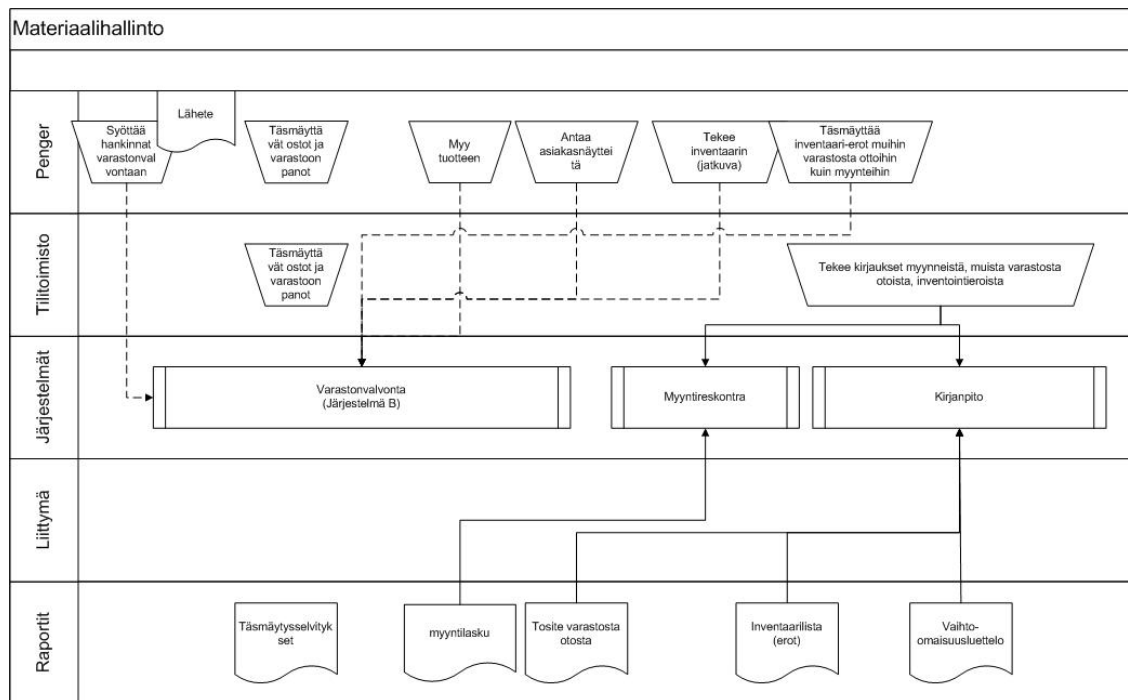 Materiaalihallinto
Penger
Syöttää
hankinnat
varastonval
vontaan
Lähete
Täsmäyttä
vät ostot ja
varastoon
panot
Myy
tuotteen
Antaa
asiakasnäyttei
tä
Tekee
inventaarin
(jatkuva)
Täsmäyttää
inventaari-erot muihin
varastosta ottoihin
kuin myynteihin
Tilitoimisto
Täsmäyttä
vät ostot ja
varastoon
panot
Tekee kirjaukset myynneistä, muista varastosta
otoista, inventointieroista
Järjestelmät
Varastonvalvonta
(Järjestelmä B)
Myyntireskontra
Kirjanpito
Liittymä
Raportit
Täsmäytysselvityk
set
myyntilasku
Tosite varastosta
otosta
Inventaarilista
(erot)
Vaihto-
omaisuusluettelo